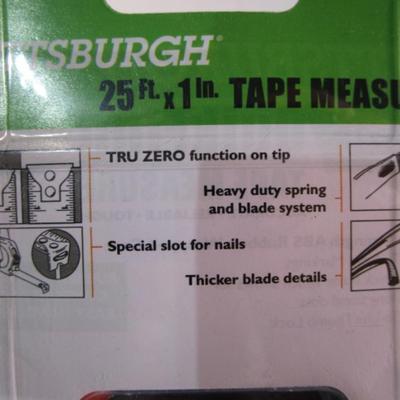 TSBURGH®
25 Ft. x 1 In. TAPE MEASU
TRU ZERO function on tip
Heavy duty spring
and blade system
Special slot for nails
Thicker blade details